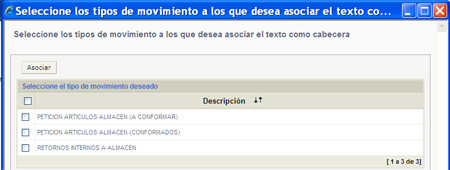 Seleccione los tipos de movimiento a los que desea asociar el texto co...
Seleccione los tipos de movimiento a los que desea asociar el texto como cabecera
Asociar
Seleccione el tipo de movimiento deseado
Descripción
PETICION ARTICULOS ALMACEN (A CONFORMAR)
PETICION ARTICULOS ALMACEN (CONFORMADOS)
RETORNOS INTERNOS A ALMACEN
[ 1 a 3 de 3]